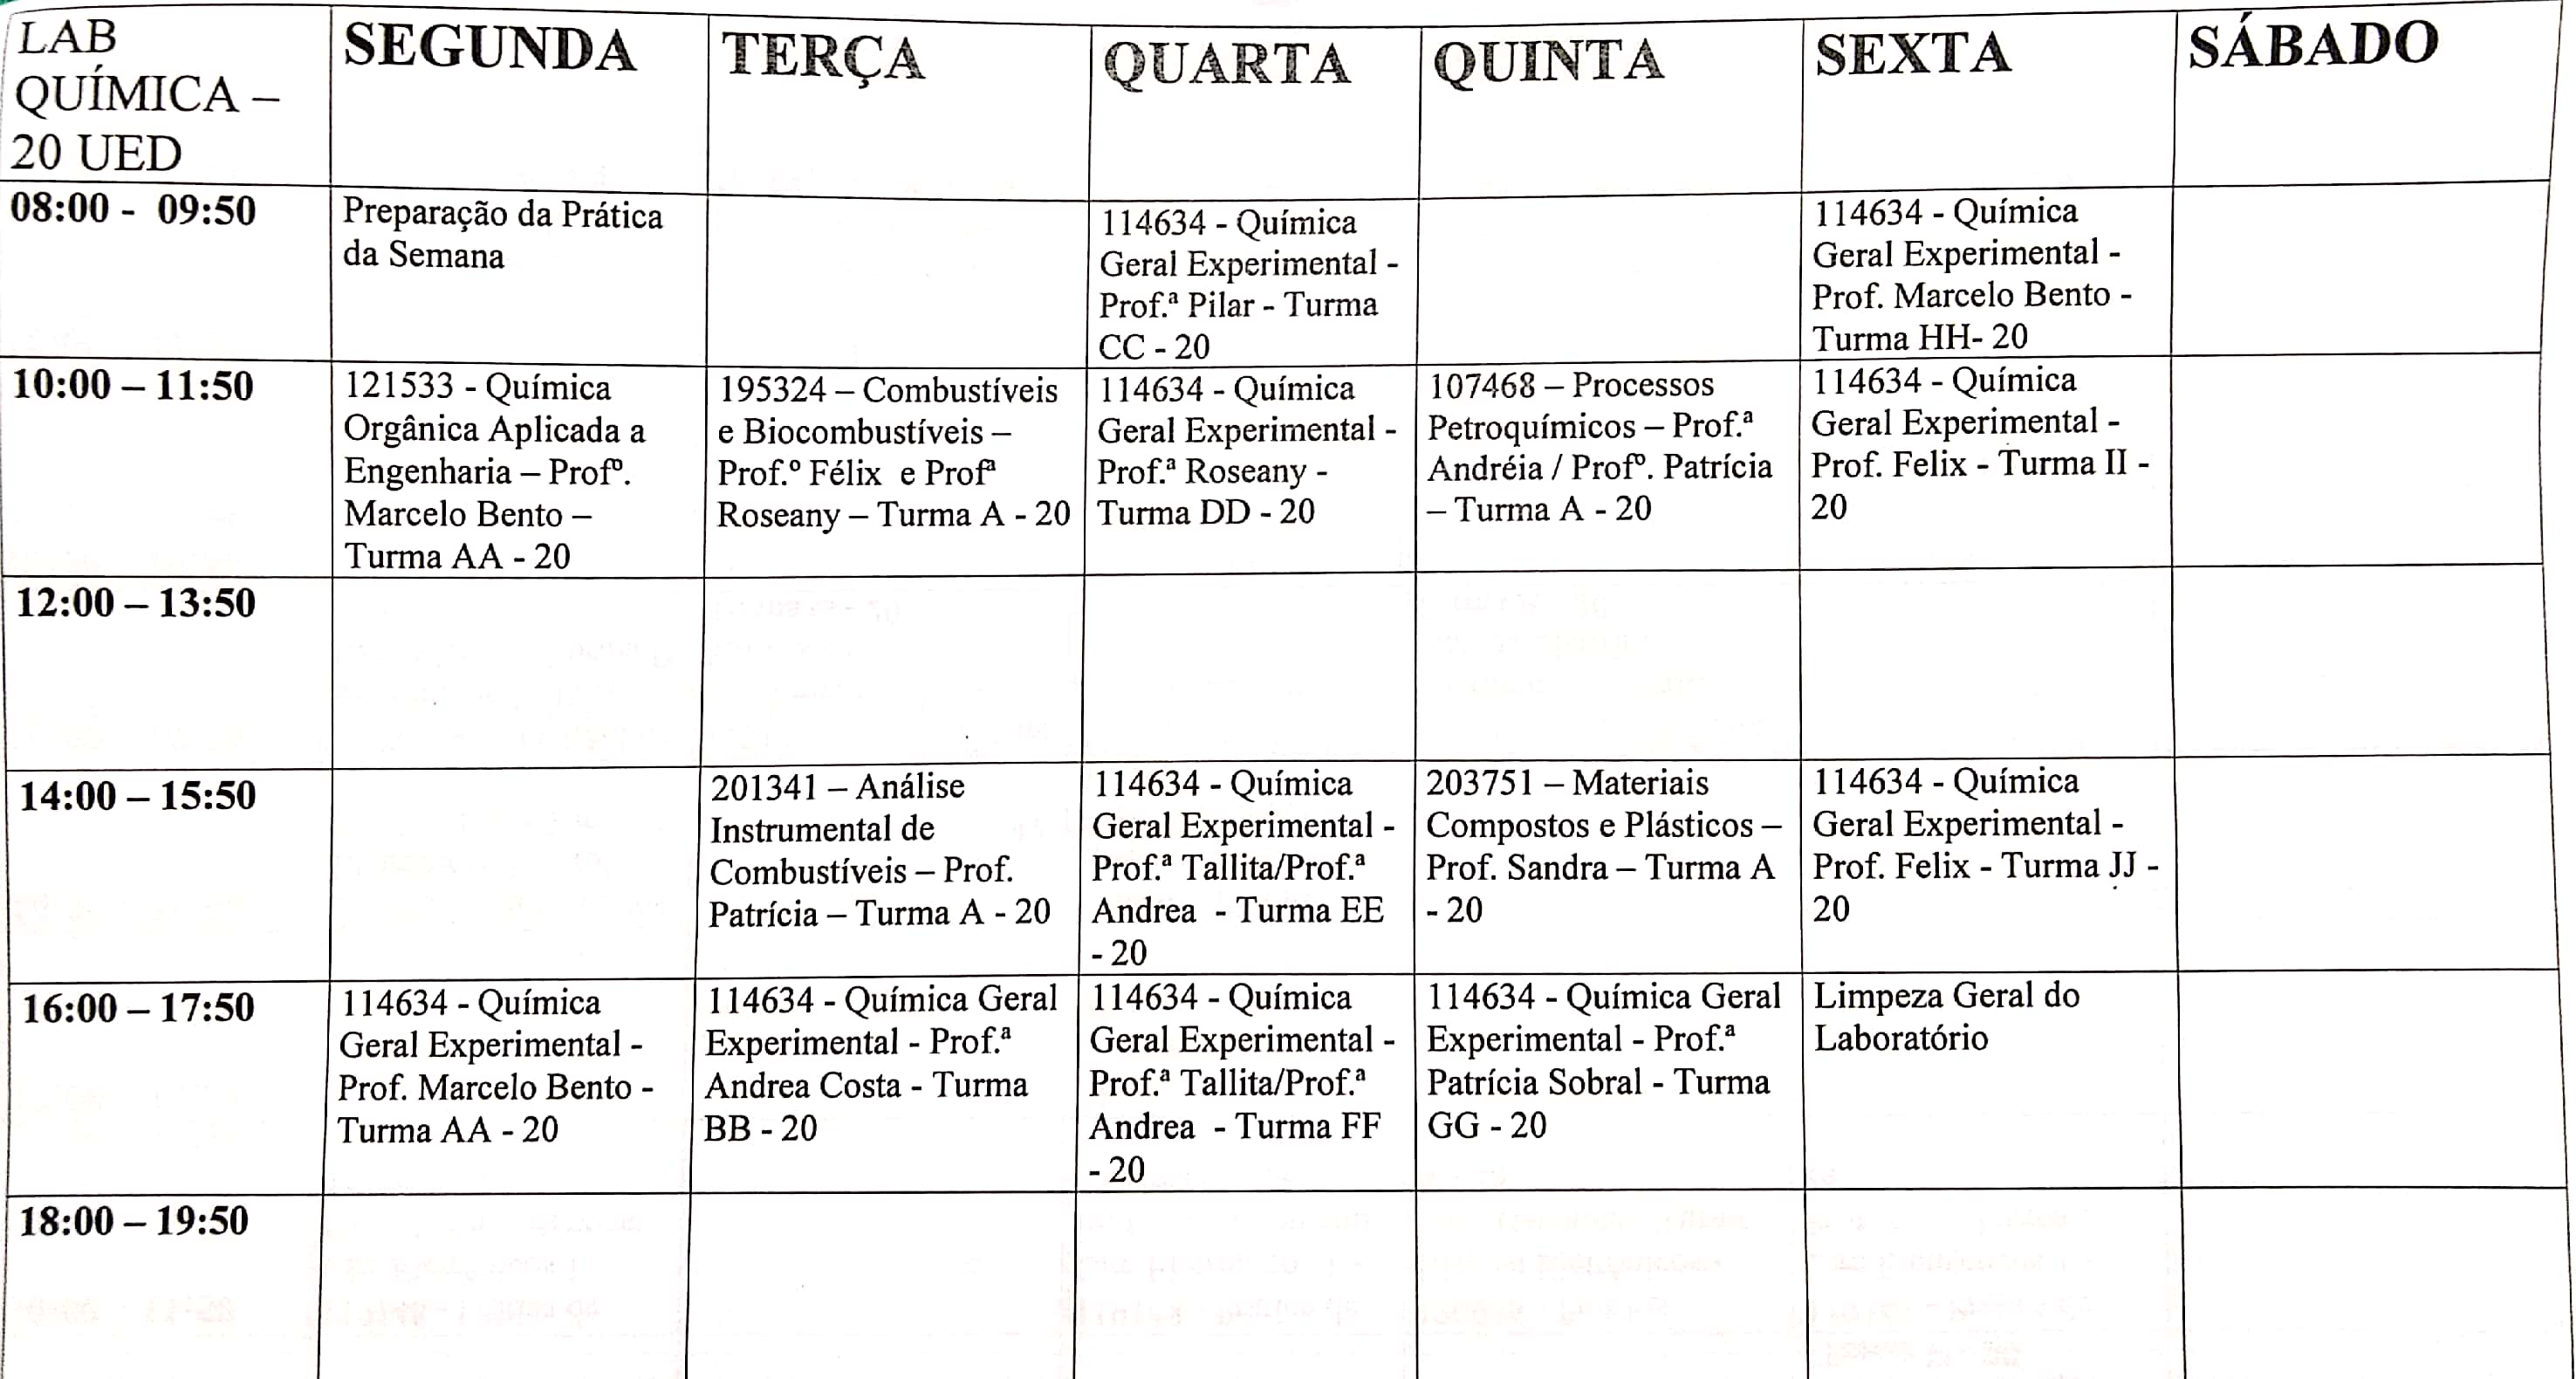 LAB
QUÍMICA –
20 UED
SEGUNDA
TERÇA
QUARTA
QUINTA
SEXTA
SÁBADO
08:00 - 09:50
Preparação da Prática
da Semana
114634 - Química
Geral Experimental -
Prof.ª Pilar - Turma
CC - 20
114634 - Química
Geral Experimental -
Prof. Marcelo Bento -
Turma HH- 20
10:00 – 11:50
121533 - Química
Orgânica Aplicada a
Engenharia – Profº.
Marcelo Bento –
Turma AA - 20
195324 – Combustíveis
e Biocombustíveis –
Prof.º Félix e Profª
Roseany – Turma A - 20
114634 - Química
Geral Experimental -
Prof.ª Roseany -
Turma DD - 20
107468 – Processos
Petroquímicos – Prof.ª
Andréia / Profº. Patrícia
– Turma A - 20
114634 - Química
Geral Experimental -
Prof. Felix - Turma II -
20
12:00 – 13:50
14:00 – 15:50
201341 – Análise
Instrumental de
Combustíveis – Prof.
Patrícia – Turma A - 20
114634 - Química
Geral Experimental -
Prof.ª Tallita/Prof.ª
Andrea - Turma EE
- 20
203751 – Materiais
Compostos e Plásticos –
Prof. Sandra – Turma A
- 20
114634 - Química
Geral Experimental -
Prof. Felix - Turma JJ -
20
16:00 – 17:50
114634 - Química
Geral Experimental -
Prof. Marcelo Bento -
Turma AA - 20
114634 - Química Geral
Experimental - Prof.ª
Andrea Costa - Turma
BB - 20
114634 - Química
Geral Experimental -
Prof.ª Tallita/Prof.ª
Andrea - Turma FF
- 20
114634 - Química Geral
Experimental - Prof.ª
Patrícia Sobral - Turma
GG - 20
Limpeza Geral do
Laboratório
18:00 – 19:50